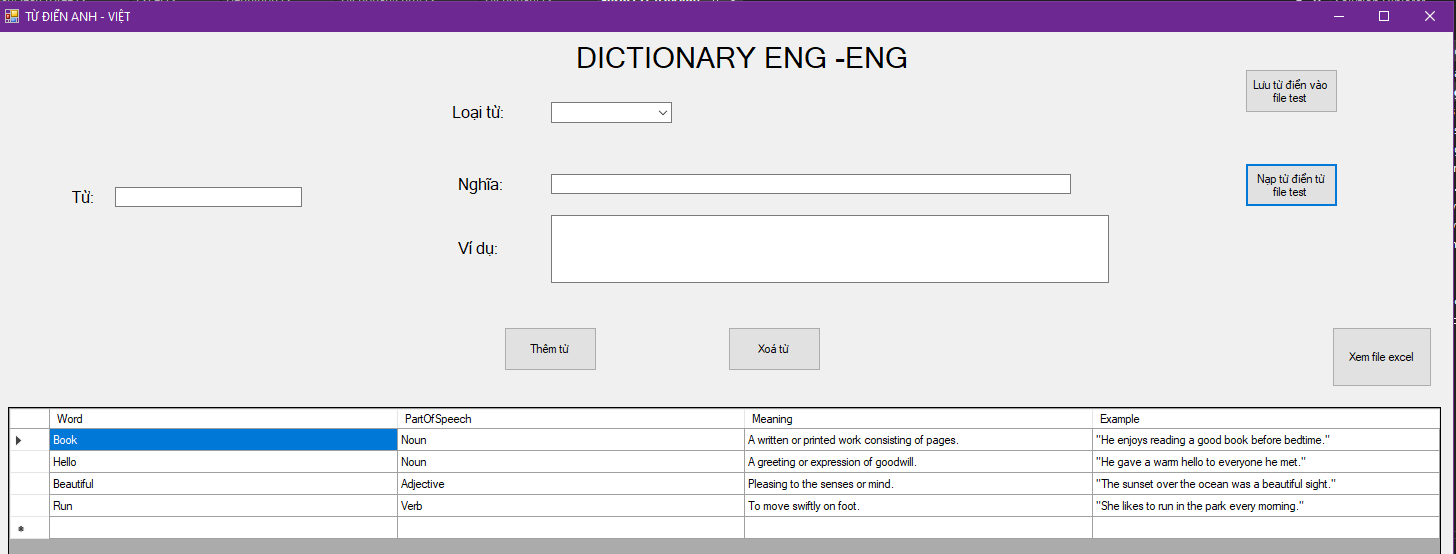 TỪ ĐIỂN ANH - VIỆT
DICTIONARY ENG -ENG
Lưu từ điển vào
file test
Loại từ:
Nghĩa:
Nạp từ điển từ
file test
Từ:
Ví dụ:
Thêm từ
Xoá từ
Xem file excel
Word PartOfSpeech Meaning Example
Book Noun A written or printed work consisting of pages. "He enjoys reading a good book before bedtime."
Hello Noun A greeting or expression of goodwill. "He gave a warm hello to everyone he met."
Beautiful Adjective Pleasing to the senses or mind. "The sunset over the ocean was a beautiful sight."
Run Verb To move swiftly on foot. "She likes to run in the park every morning."